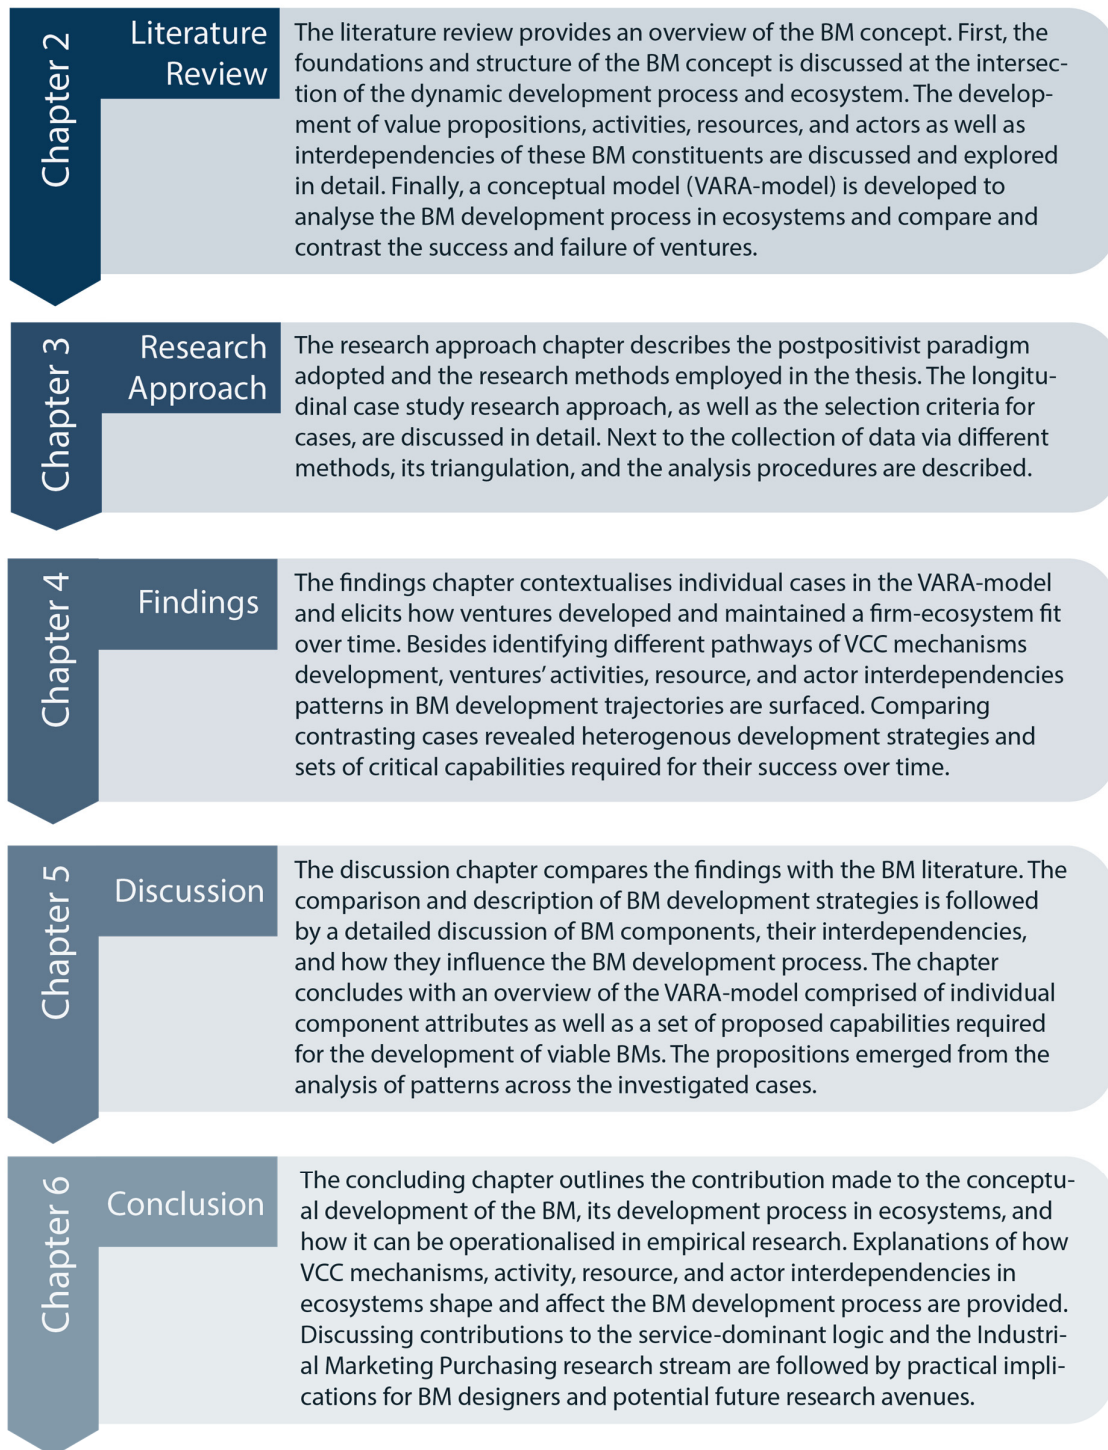 Chapter 2
Literature
Review
The literature review provides an overview of the BM concept. First, the
foundations and structure of the BM concept is discussed at the intersec-
tion of the dynamic development process and ecosystem. The develop-
ment of value propositions, activities, resources, and actors as well as
interdependencies of these BM constituents are discussed and explored
in detail. Finally, a conceptual model (VARA-model) is developed to
analyse the BM development process in ecosystems and compare and
contrast the success and failure of ventures.
Chapter 3
Research
Approach
The research approach chapter describes the postpositivist paradigm
adopted and the research methods employed in the thesis. The longitu-
dinal case study research approach, as well as the selection criteria for
cases, are discussed in detail. Next to the collection of data via different
methods, its triangulation, and the analysis procedures are described.
Chapter 4
Findings
The findings chapter contextualises individual cases in the VARA-model
and elicits how ventures developed and maintained a firm-ecosystem fit
over time. Besides identifying different pathways of VCC mechanisms
development, ventures’ activities, resource, and actor interdependencies
patterns in BM development trajectories are surfaced. Comparing
contrasting cases revealed heterogenous development strategies and
sets of critical capabilities required for their success over time.
Chapter 5
Discussion
The discussion chapter compares the findings with the BM literature. The
comparison and description of BM development strategies is followed
by a detailed discussion of BM components, their interdependencies,
and how they influence the BM development process. The chapter
concludes with an overview of the VARA-model comprised of individual
component attributes as well as a set of proposed capabilities required
for the development of viable BMs. The propositions emerged from the
analysis of patterns across the investigated cases.
Chapter 6
Conclusion
The concluding chapter outlines the contribution made to the conceptu-
al development of the BM, its development process in ecosystems, and
how it can be operationalised in empirical research. Explanations of how
VCC mechanisms, activity, resource, and actor interdependencies in
ecosystems shape and affect the BM development process are provided.
Discussing contributions to the service-dominant logic and the Industri-
al Marketing Purchasing research stream are followed by practical impli-
cations for BM designers and potential future research avenues.